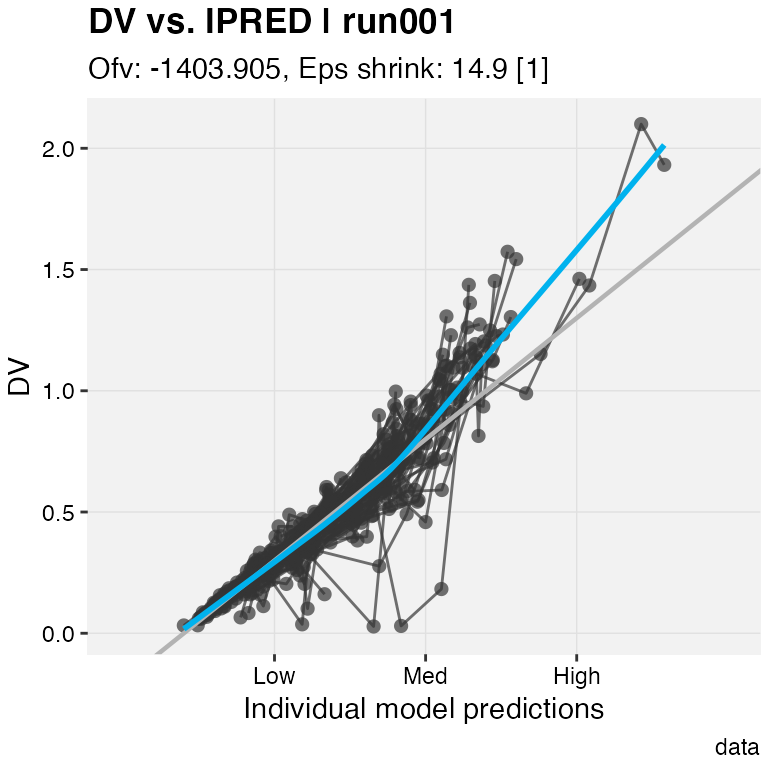 DV vs. IPRED | run001
Ofv: -1403.905, Eps shrink: 14.9 [1]
2.0
1.5
1.0
0.5
0.0
DV
Low Med High
Individual model predictions
data